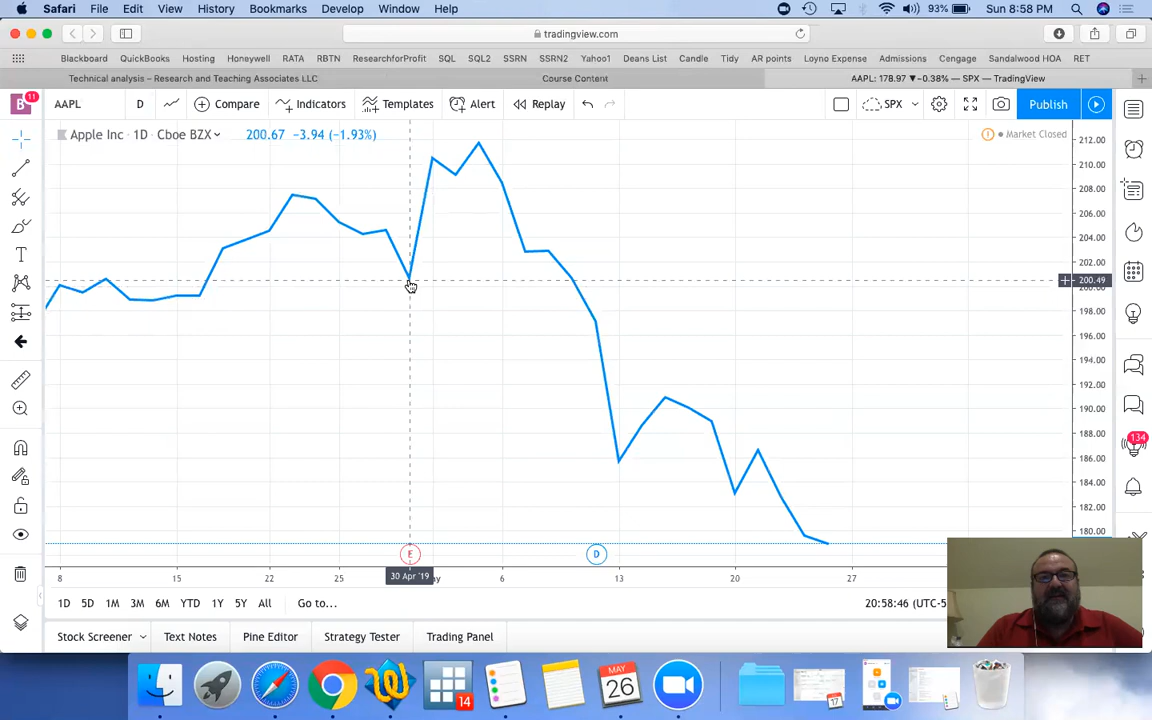 Safari File Edit View History Bookmarks Develop Window Help 93% Sun 8:58 PM
tradingview.com
Blackboard QuickBooks Hosting Honeywell RATA RBTN ResearchforProfit SQL SQL2 SSRN SSRN2 Yahoo1 Deans List Candle Tidy AR points Loyno Expense Admissions Cengage Sandalwood HOA RET
Technical analysis – Research and Teaching Associates LLC Course Content AAPL: 178.97 ▼−0.38% — SPX — TradingView
B 11 AAPL D Compare Indicators Templates Alert Replay SPX Publish
Apple Inc · 1D · Cboe BZX 200.67 −3.94 (−1.93%) Market Closed
212.00
210.00
208.00
206.00
204.00
202.00
200.49
200.00
198.00
196.00
194.00
192.00
190.00
188.00
186.00
184.00
182.00
180.00
134
E D
8 15 22 25 30 Apr '19 6 13 20 27
1D 5D 1M 3M 6M YTD 1Y 5Y All Go to... 20:58:46 (UTC-5
Stock Screener Text Notes Pine Editor Strategy Tester Trading Panel
14 MAY 26 17